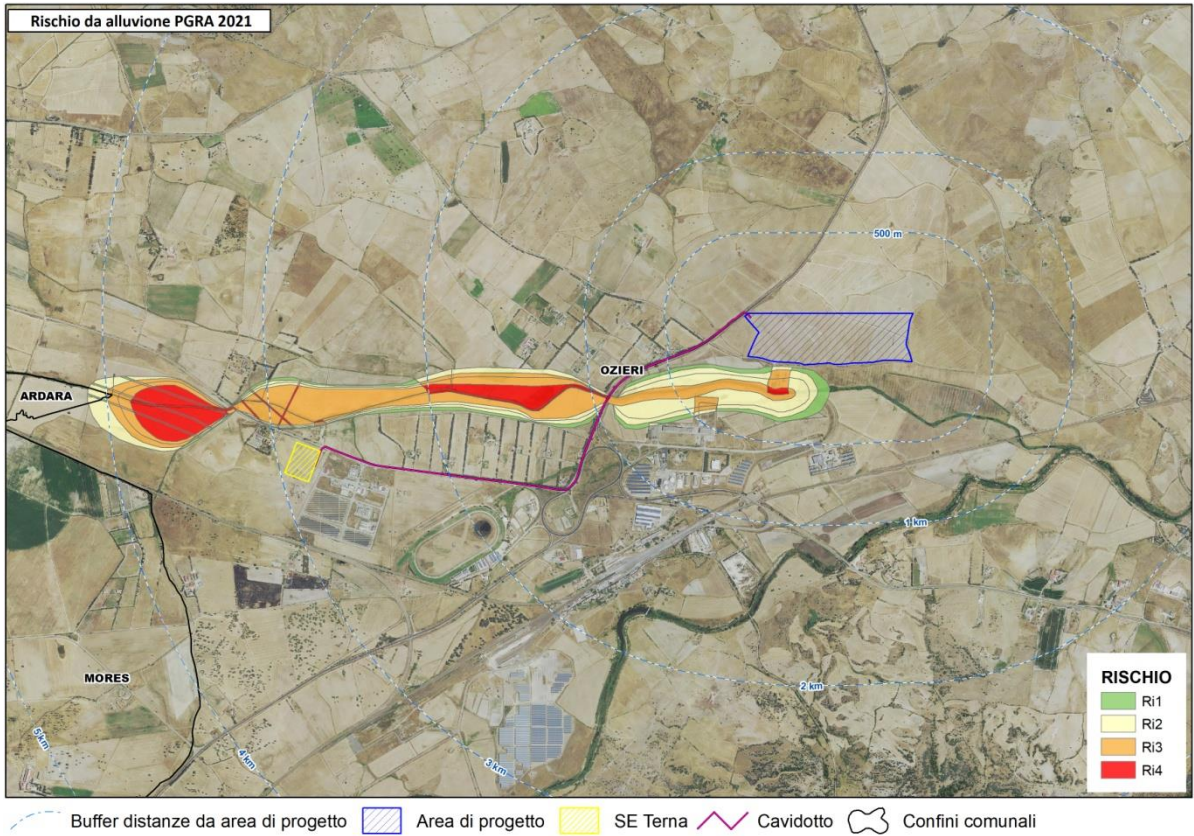 Rischio da alluvione PGRA 2021
500 m
OZIERI
ARDARA
1 km
MORES
2 km
5 km
4 km
3 km
RISCHIO
Ri1
Ri2
Ri3
Ri4
Buffer distanze da area di progetto
Area di progetto
SE Terna
Cavidotto
Confini comunali